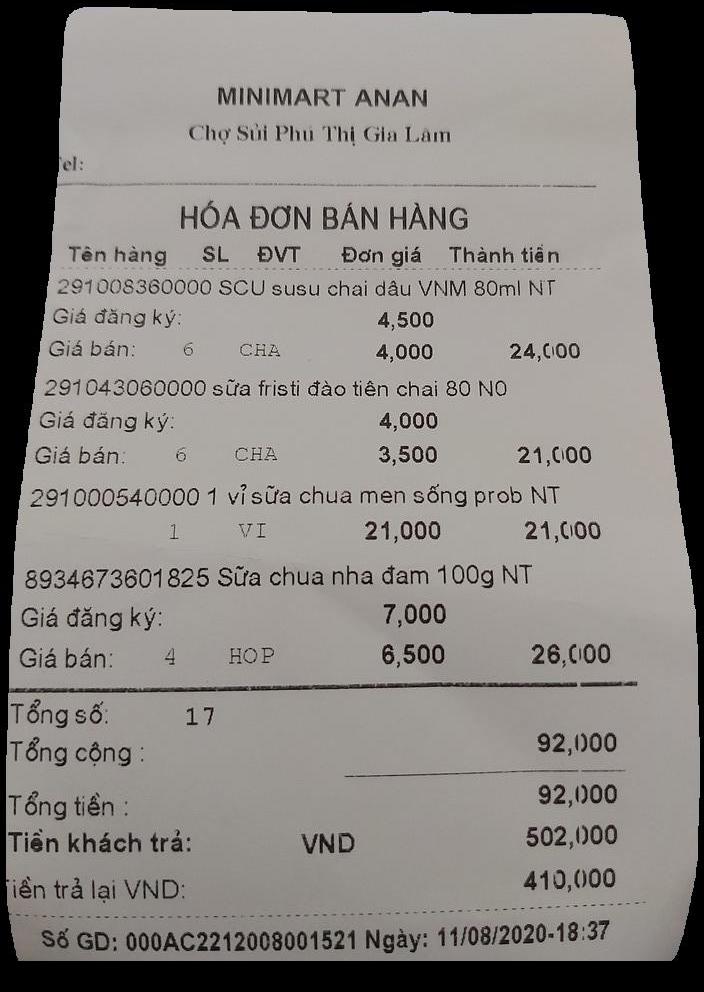 MINIMART ANAN
Chợ Sủi Phú Thị Gia Lâm
Tel:
HÓA ĐƠN BÁN HÀNG
Tên hàng SL ĐVT Đơn giá Thành tiền
291008360000 SCU susu chai dâu VNM 80ml NT
Giá đăng ký: 4,500
Giá bán: 6 CHA 4,000 24,000
291043060000 sữa fristi đào tiên chai 80 N0
Giá đăng ký: 4,000
Giá bán: 6 CHA 3,500 21,000
291000540000 1 vỉ sữa chua men sống prob NT
1 VI 21,000 21,000
8934673601825 Sữa chua nha đam 100g NT
Giá đăng ký: 7,000
Giá bán: 4 HOP 6,500 26,000
Tổng số: 17
Tổng cộng : 92,000
Tổng tiền : 92,000
Tiền khách trả: VND 502,000
Tiền trả lại VND: 410,000
Số GD: 000AC2212008001521 Ngày: 11/08/2020-18:37